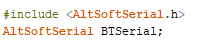 #include <AltSoftSerial.h>
AltSoftSerial BTSerial;